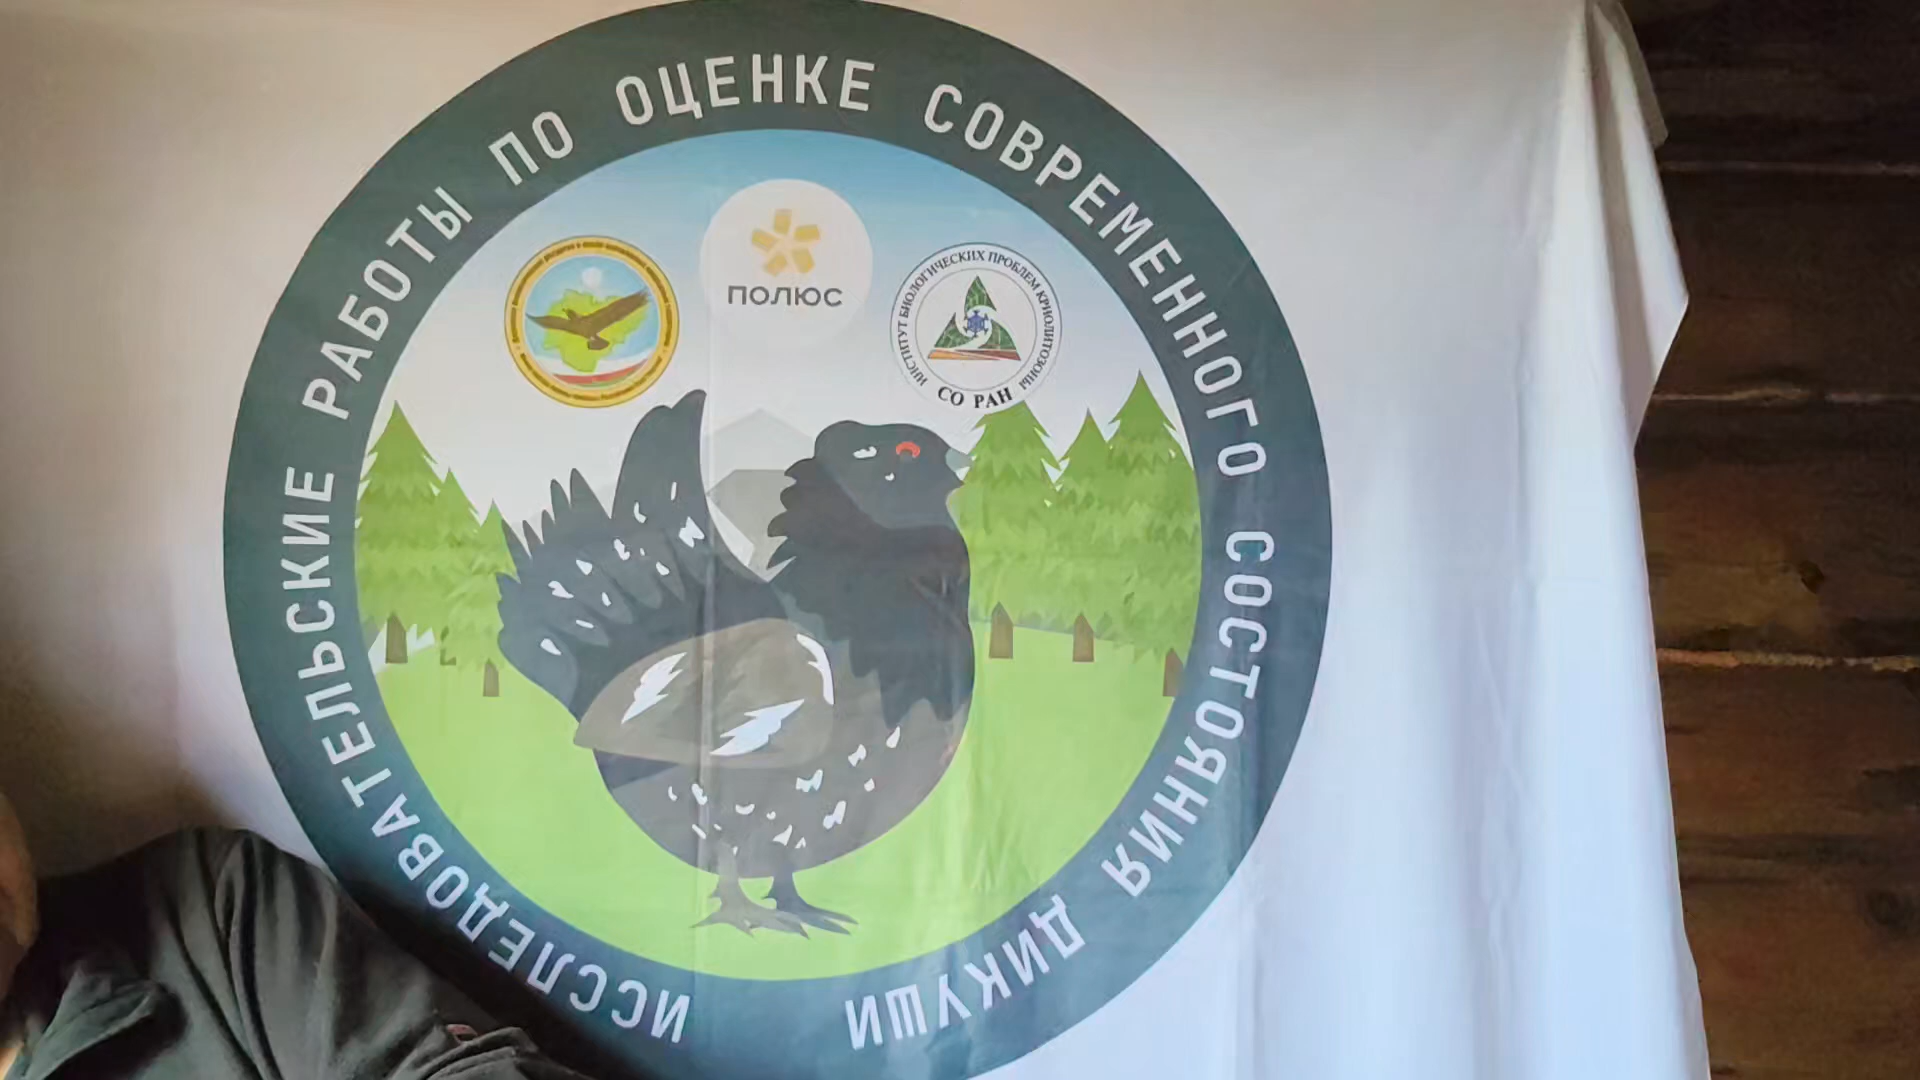 ИССЛЕДОВАТЕЛЬСКИЕ РАБОТЫ ПО ОЦЕНКЕ СОВРЕМЕННОГО СОСТОЯНИЯ ДИКУШИ
ПОЛЮС
ИНСТИТУТ БИОЛОГИЧЕСКИХ ПРОБЛЕМ КРИОЛИТОЗОНЫ
СО РАН